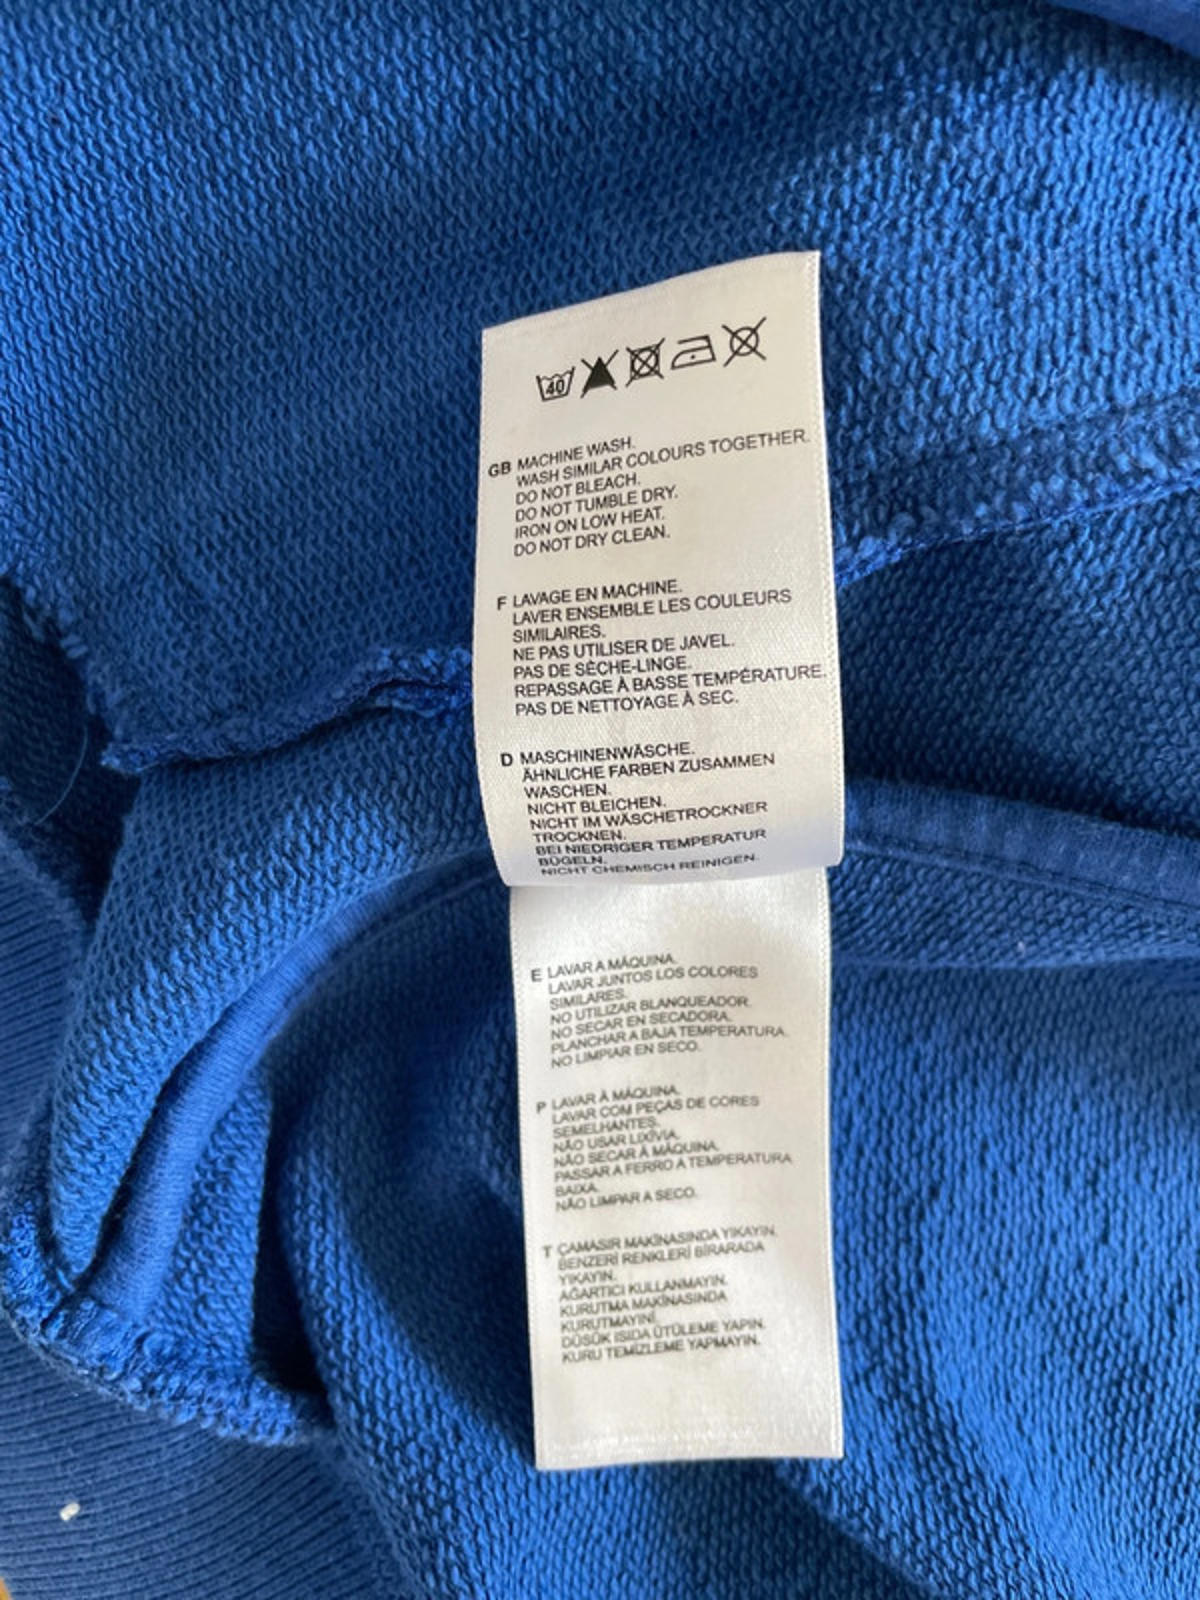 40
GB MACHINE WASH.
WASH SIMILAR COLOURS TOGETHER.
DO NOT BLEACH.
DO NOT TUMBLE DRY.
IRON ON LOW HEAT.
DO NOT DRY CLEAN.
F LAVAGE EN MACHINE.
LAVER ENSEMBLE LES COULEURS
SIMILAIRES.
NE PAS UTILISER DE JAVEL.
PAS DE SÈCHE-LINGE.
REPASSAGE À BASSE TEMPÉRATURE.
PAS DE NETTOYAGE À SEC.
D MASCHINENWÄSCHE.
ÄHNLICHE FARBEN ZUSAMMEN
WASCHEN.
NICHT BLEICHEN.
NICHT IM WÄSCHETROCKNER
TROCKNEN.
BEI NIEDRIGER TEMPERATUR
BÜGELN.
NICHT CHEMISCH REINIGEN.
E LAVAR A MÁQUINA.
LAVAR JUNTOS LOS COLORES
SIMILARES.
NO UTILIZAR BLANQUEADOR.
NO SECAR EN SECADORA.
PLANCHAR A BAJA TEMPERATURA.
NO LIMPIAR EN SECO.
P LAVAR À MÁQUINA.
LAVAR COM PEÇAS DE CORES
SEMELHANTES.
NÃO USAR LIXÍVIA.
NÃO SECAR À MÁQUINA.
PASSAR A FERRO A TEMPERATURA
BAIXA.
NÃO LIMPAR A SECO.
T ÇAMASIR MAKİNASINDA YIKAYIN.
BENZERİ RENKLERİ BİRARADA
YIKAYIN.
AĞARTICI KULLANMAYIN.
KURUTMA MAKİNASINDA
KURUTMAYINİ.
DÜSÜK ISIDA ÜTÜLEME YAPIN.
KURU TEMİZLEME YAPMAYIN.